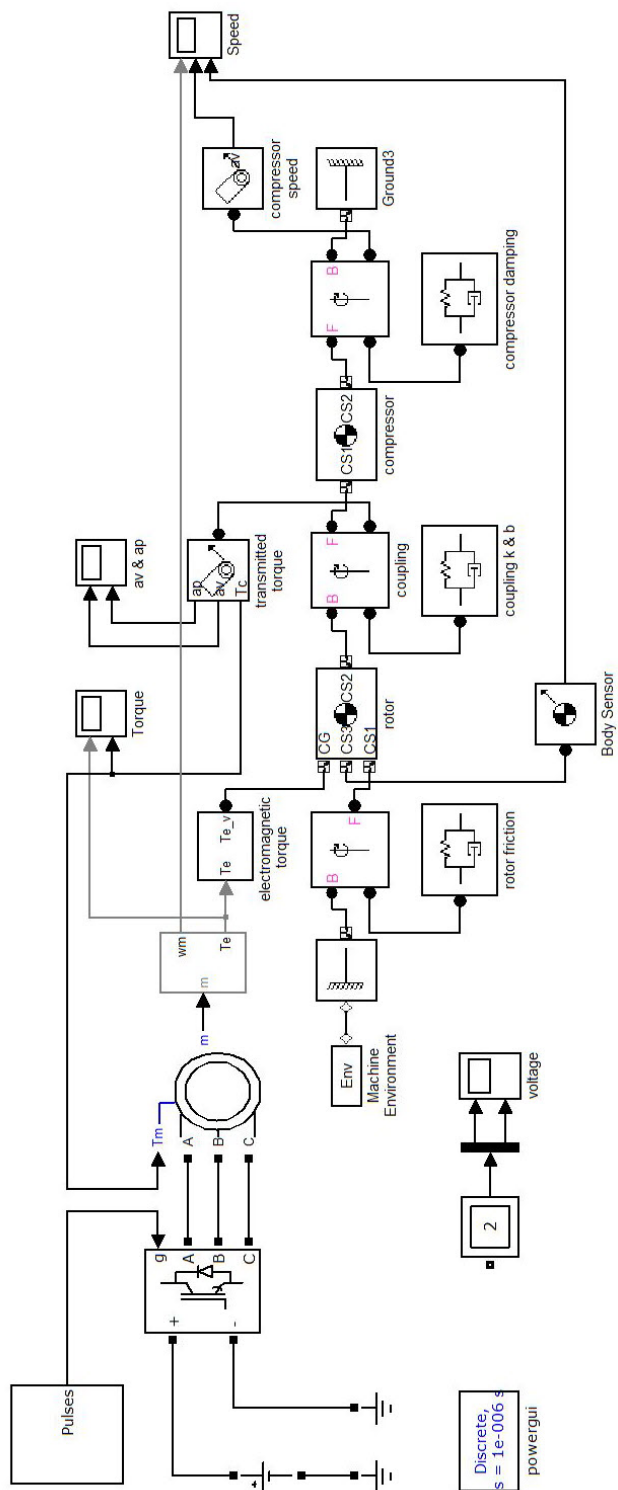 Pulses
g
+
-
A
B
C
Tm
A
B
C
m
m
wm
Te
Te
Te_v
electromagnetic
torque
Torque
ap
av
Tc
transmitted
torque
av & ap
av
compressor
speed
Speed
Env
Machine
Environment
B
F
rotor friction
CG
CS3
CS1
CS2
rotor
B
F
coupling
coupling k & b
CS1
CS2
compressor
F
B
compressor damping
Ground3
Body Sensor
Discrete,
s = 1e-006 s
powergui
2
voltage
+